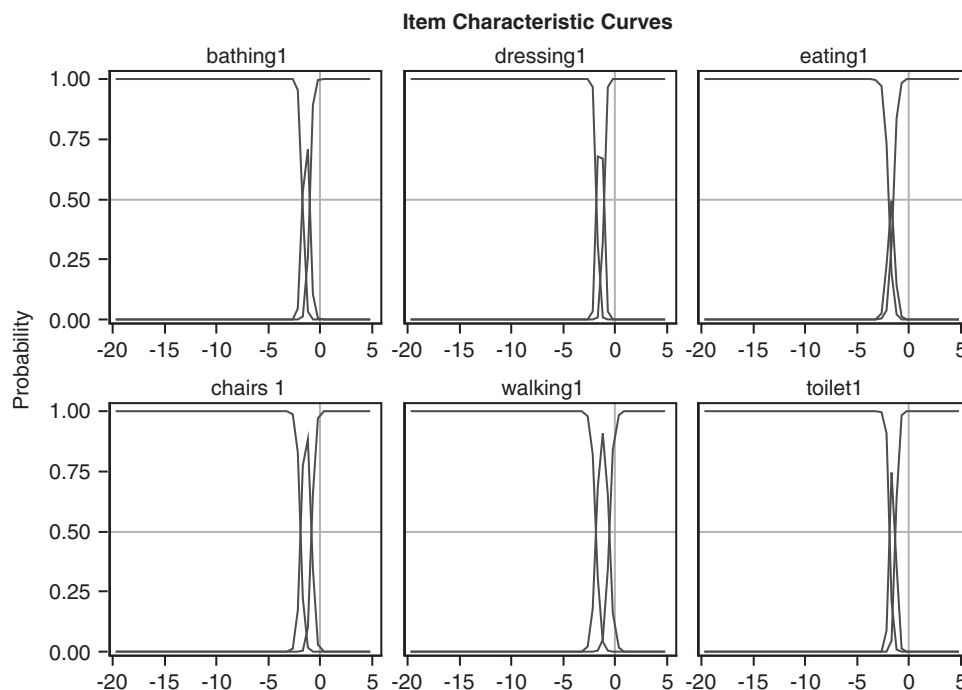 Item Characteristic Curves
bathing1 dressing1 eating1
1.00
0.75
0.50
0.25
0.00
-20 -15 -10 -5 0 5 -20 -15 -10 -5 0 5 -20 -15 -10 -5 0 5
Probability
chairs 1 walking1 toilet1
1.00
0.75
0.50
0.25
0.00
-20 -15 -10 -5 0 5 -20 -15 -10 -5 0 5 -20 -15 -10 -5 0 5